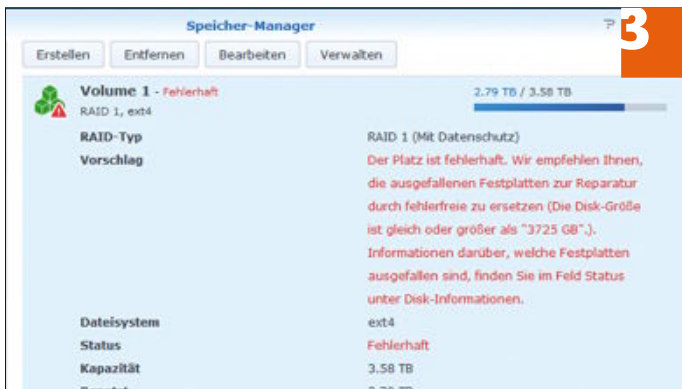 Speicher-Manager
3
Erstellen Entfernen Bearbeiten Verwalten
Volume 1 - Fehlerhaft 2.79 TB / 3.58 TB
RAID 1, ext4
RAID-Typ RAID 1 (Mit Datenschutz)
Vorschlag Der Platz ist fehlerhaft. Wir empfehlen Ihnen,
die ausgefallenen Festplatten zur Reparatur
durch fehlerfreie zu ersetzen (Die Disk-Größe
ist gleich oder größer als "3725 GB".).
Informationen darüber, welche Festplatten
ausgefallen sind, finden Sie im Feld Status
unter Disk-Informationen.
Dateisystem ext4
Status Fehlerhaft
Kapazität 3.58 TB